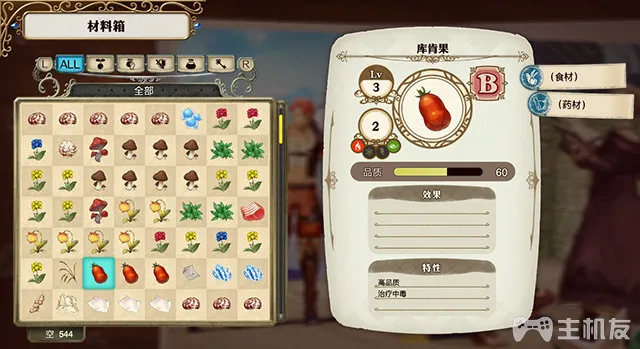 材料箱
L ALL R
全部
空 544
库肯果
Lv
3
2
B
(食材)
(药材)
品质 60
效果
特性
高品质
治疗中毒
主机友